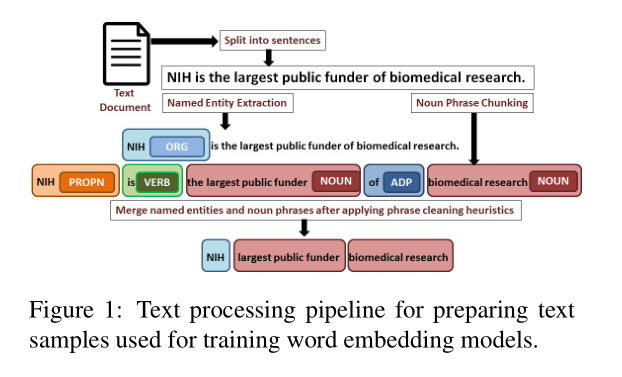 Split into sentences
Text
Document
NIH is the largest public funder of biomedical research.
Named Entity Extraction
Noun Phrase Chunking
NIH ORG is the largest public funder of biomedical research.
NIH PROPN is VERB the largest public funder NOUN of ADP biomedical research NOUN
Merge named entities and noun phrases after applying phrase cleaning heuristics
NIH largest public funder biomedical research
Figure 1: Text processing pipeline for preparing text
samples used for training word embedding models.